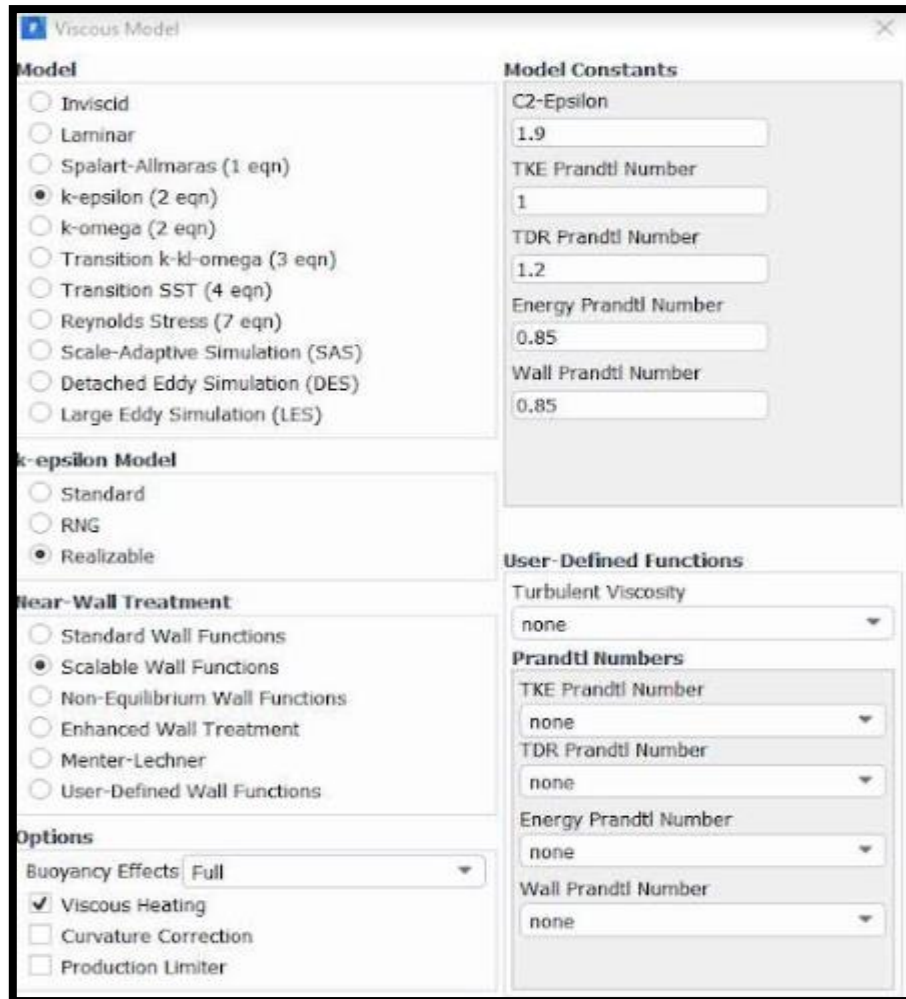 Viscous Model
Model
Inviscid
Laminar
Spalart-Allmaras (1 eqn)
k-epsilon (2 eqn)
k-omega (2 eqn)
Transition k-kl-omega (3 eqn)
Transition SST (4 eqn)
Reynolds Stress (7 eqn)
Scale-Adaptive Simulation (SAS)
Detached Eddy Simulation (DES)
Large Eddy Simulation (LES)
k-epsilon Model
Standard
RNG
Realizable
Near-Wall Treatment
Standard Wall Functions
Scalable Wall Functions
Non-Equilibrium Wall Functions
Enhanced Wall Treatment
Menter-Lechner
User-Defined Wall Functions
Options
Buoyancy Effects Full
Viscous Heating
Curvature Correction
Production Limiter
Model Constants
C2-Epsilon
1.9
TKE Prandtl Number
1
TDR Prandtl Number
1.2
Energy Prandtl Number
0.85
Wall Prandtl Number
0.85
User-Defined Functions
Turbulent Viscosity
none
Prandtl Numbers
TKE Prandtl Number
none
TDR Prandtl Number
none
Energy Prandtl Number
none
Wall Prandtl Number
none